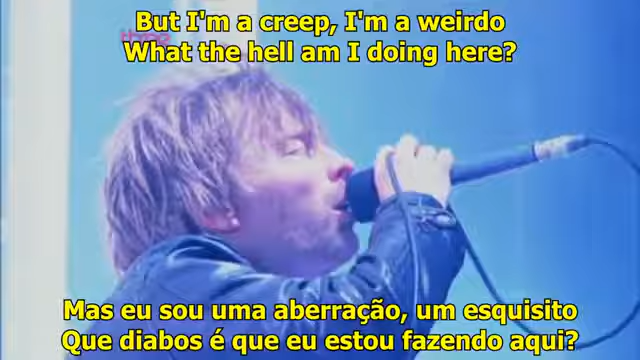 But I'm a creep, I'm a weirdo
three
What the hell am I doing here?
Mas eu sou uma aberração, um esquisito
Que diabos é que eu estou fazendo aqui?